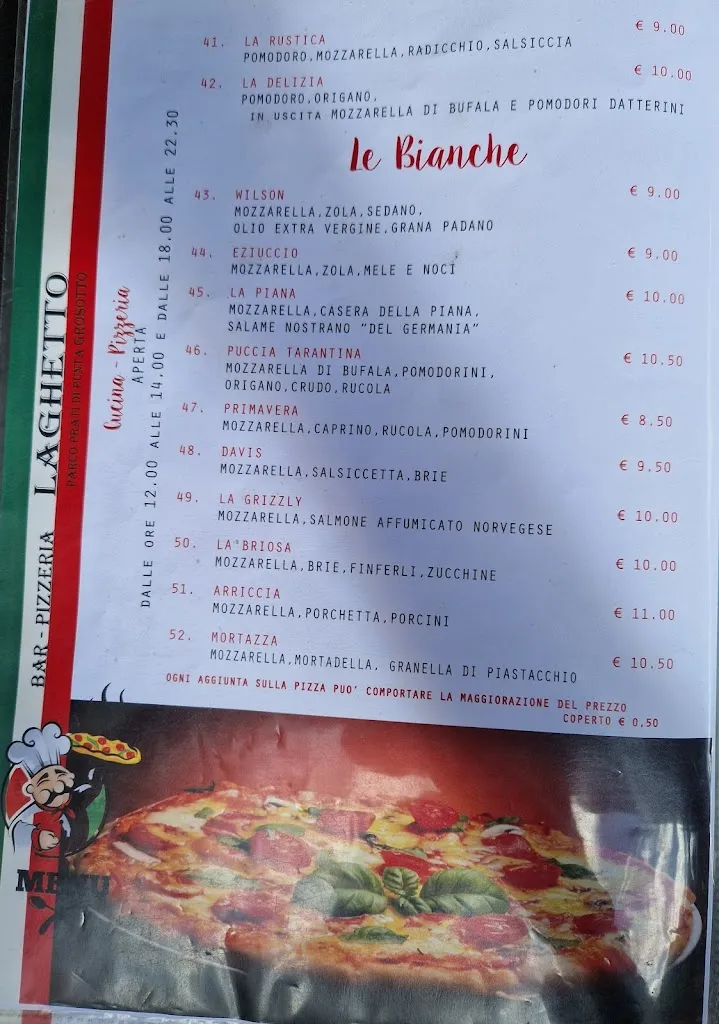 41. LA RUSTICA € 9.00
POMODORO,MOZZARELLA,RADICCHIO,SALSICCIA
42. LA DELIZIA € 10.00
POMODORO,ORIGANO,
IN USCITA MOZZARELLA DI BUFALA E POMODORI DATTERINI
Le Bianche
43. WILSON € 9.00
MOZZARELLA,ZOLA,SEDANO,
OLIO EXTRA VERGINE,GRANA PADANO
44. EZIUCCIO € 9.00
MOZZARELLA,ZOLA,MELE E NOCI
45. LA PIANA € 10.00
MOZZARELLA,CASERA DELLA PIANA,
SALAME NOSTRANO "DEL GERMANIA"
46. PUCCIA TARANTINA € 10.50
MOZZARELLA DI BUFALA,POMODORINI,
ORIGANO,CRUDO,RUCOLA
47. PRIMAVERA € 8.50
MOZZARELLA,CAPRINO,RUCOLA,POMODORINI
48. DAVIS € 9.50
MOZZARELLA,SALSICCETTA,BRIE
49. LA GRIZZLY € 10.00
MOZZARELLA,SALMONE AFFUMICATO NORVEGESE
50. LA BRIOSA € 10.00
MOZZARELLA,BRIE,FINFERLI,ZUCCHINE
51. ARRICCIA € 11.00
MOZZARELLA,PORCHETTA,PORCINI
52. MORTAZZA € 10.50
MOZZARELLA,MORTADELLA, GRANELLA DI PIASTACCHIO
OGNI AGGIUNTA SULLA PIZZA PUO' COMPORTARE LA MAGGIORAZIONE DEL PREZZO
COPERTO € 0,50
BAR - PIZZERIA LAGHETTO
PARCO PRATI DI PUNTA GROSOTTO
Cucina - Pizzeria
APERTA
DALLE ORE 12.00 ALLE 14.00 E DALLE 18.00 ALLE 22.30
MENU